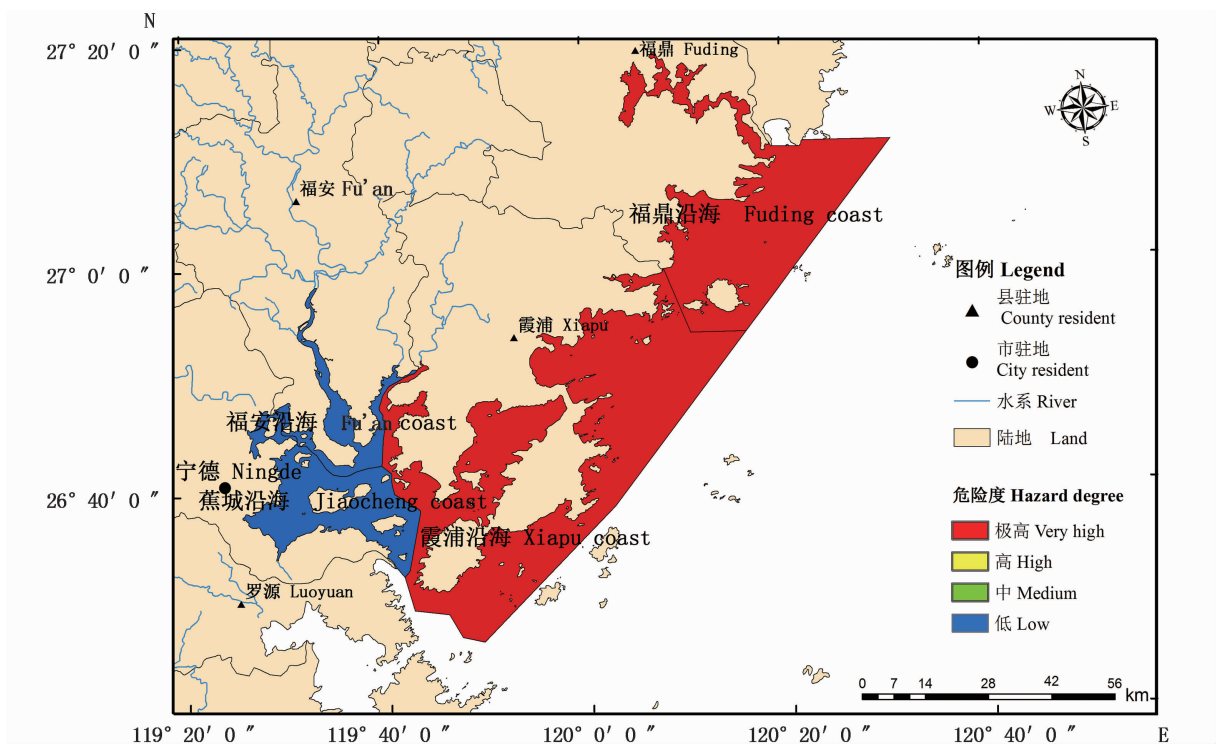 N
27° 20′ 0 ″
福鼎 Fuding
N
W E
S
福安 Fu'an
福鼎沿海 Fuding coast
27° 0′ 0 ″
图例 Legend
县驻地
County resident
霞浦 Xiapu
市驻地
City resident
水系 River
福安沿海 Fu'an coast
陆地 Land
宁德 Ningde
26° 40′ 0 ″
蕉城沿海 Jiaocheng coast
危险度 Hazard degree
霞浦沿海 Xiapu coast
极高 Very high
高 High
罗源 Luoyuan
中 Medium
低 Low
0 7 14 28 42 56
km
119° 20′ 0 ″ 119° 40′ 0 ″ 120° 0′ 0 ″ 120° 20′ 0 ″ 120° 40′ 0 ″ E